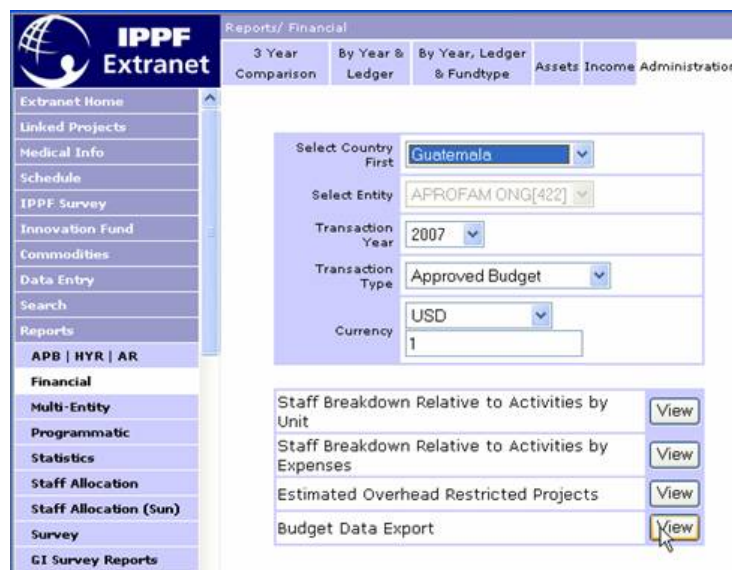 IPPF
Extranet
Reports/ Financial
3 Year
Comparison
By Year &
Ledger
By Year, Ledger
& Fundtype
Assets
Income
Administration
Extranet Home
Linked Projects
Medical Info
Schedule
IPPF Survey
Innovation Fund
Commodities
Data Entry
Search
Reports
APB | HYR | AR
Financial
Multi-Entity
Programmatic
Statistics
Staff Allocation
Staff Allocation (Sun)
Survey
GI Survey Reports
Select Country
First
Guatemala
Select Entity
APROFAM ONG[422]
Transaction
Year
2007
Transaction
Type
Approved Budget
Currency
USD
1
Staff Breakdown Relative to Activities by
Unit
View
Staff Breakdown Relative to Activities by
Expenses
View
Estimated Overhead Restricted Projects
View
Budget Data Export
View